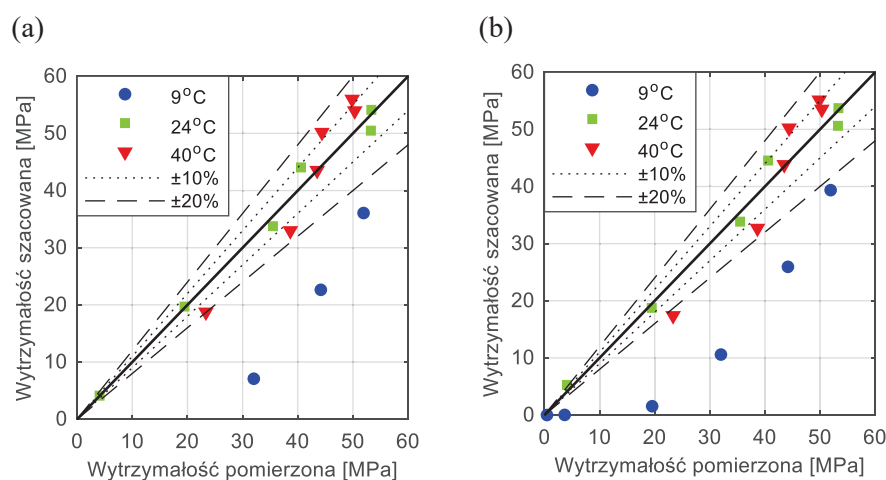 (a)
(b)
60
50
40
30
20
10
0
Wytrzymałość szacowana [MPa]
9°C
24°C
40°C
±10%
±20%
0 10 20 30 40 50 60
Wytrzymałość pomierzona [MPa]
60
50
40
30
20
10
0
Wytrzymałość szacowana [MPa]
9°C
24°C
40°C
±10%
±20%
0 10 20 30 40 50 60
Wytrzymałość pomierzona [MPa]